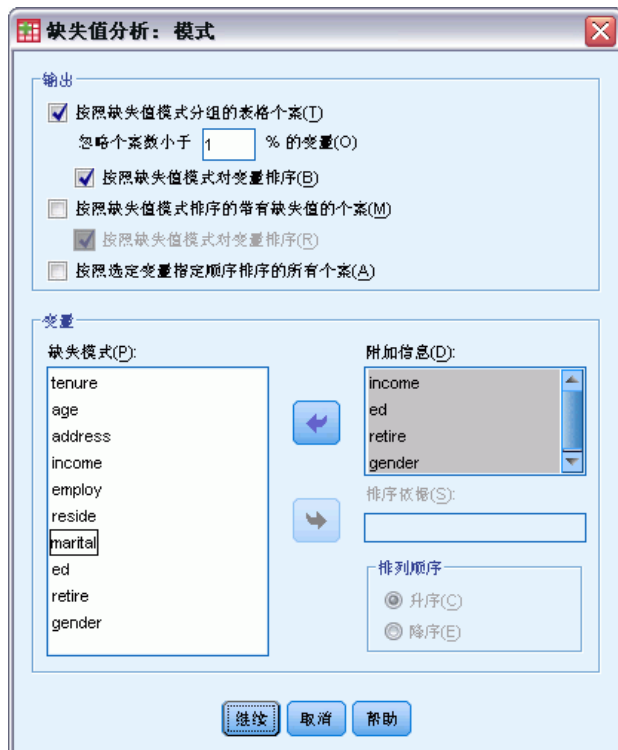 缺失值分析：模式
输出
按照缺失值模式分组的表格个案(T)
忽略个案数小于 1 % 的变量(O)
按照缺失值模式对变量排序(B)
按照缺失值模式排序的带有缺失值的个案(M)
按照缺失值模式对变量排序(R)
按照选定变量指定顺序排序的所有个案(A)
变量
缺失模式(P):
tenure
age
address
income
employ
reside
marital
ed
retire
gender
附加信息(D):
income
ed
retire
gender
排序依据(S):
排列顺序
升序(C)
降序(E)
继续 取消 帮助